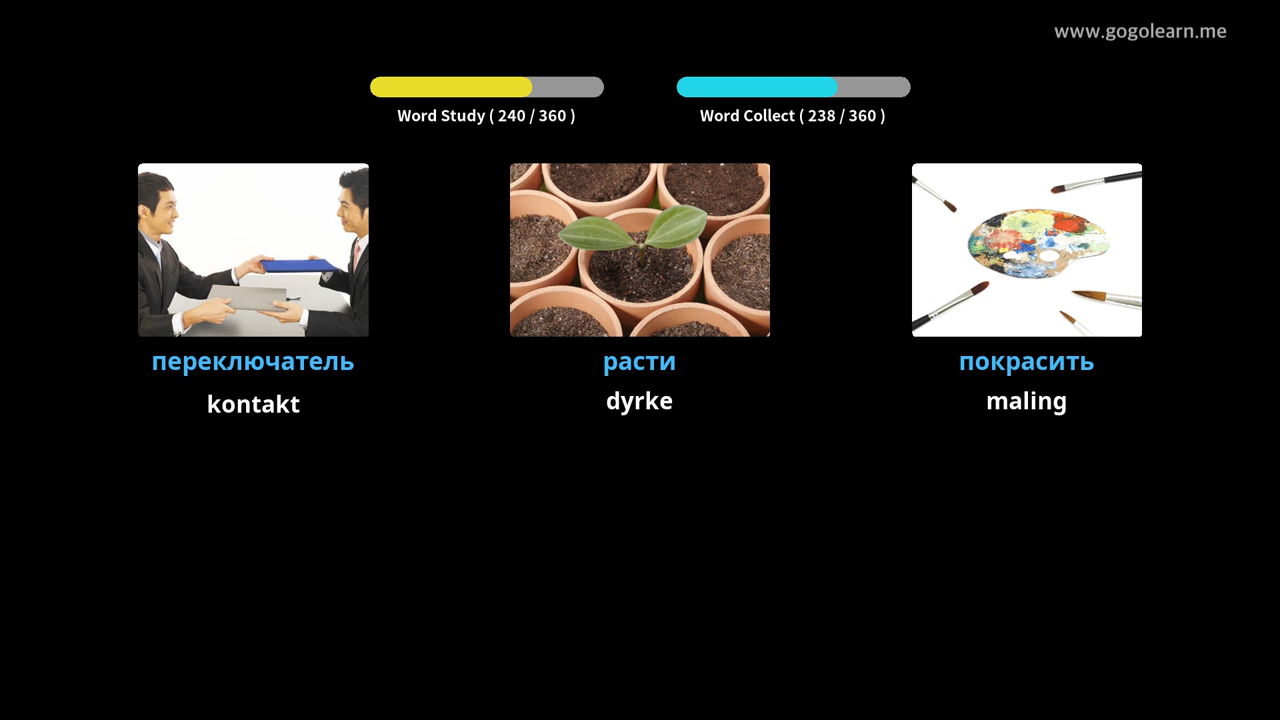 www.gogolearn.me
Word Study ( 240 / 360 )
Word Collect ( 238 / 360 )
переключатель
kontakt
расти
dyrke
покрасить
maling